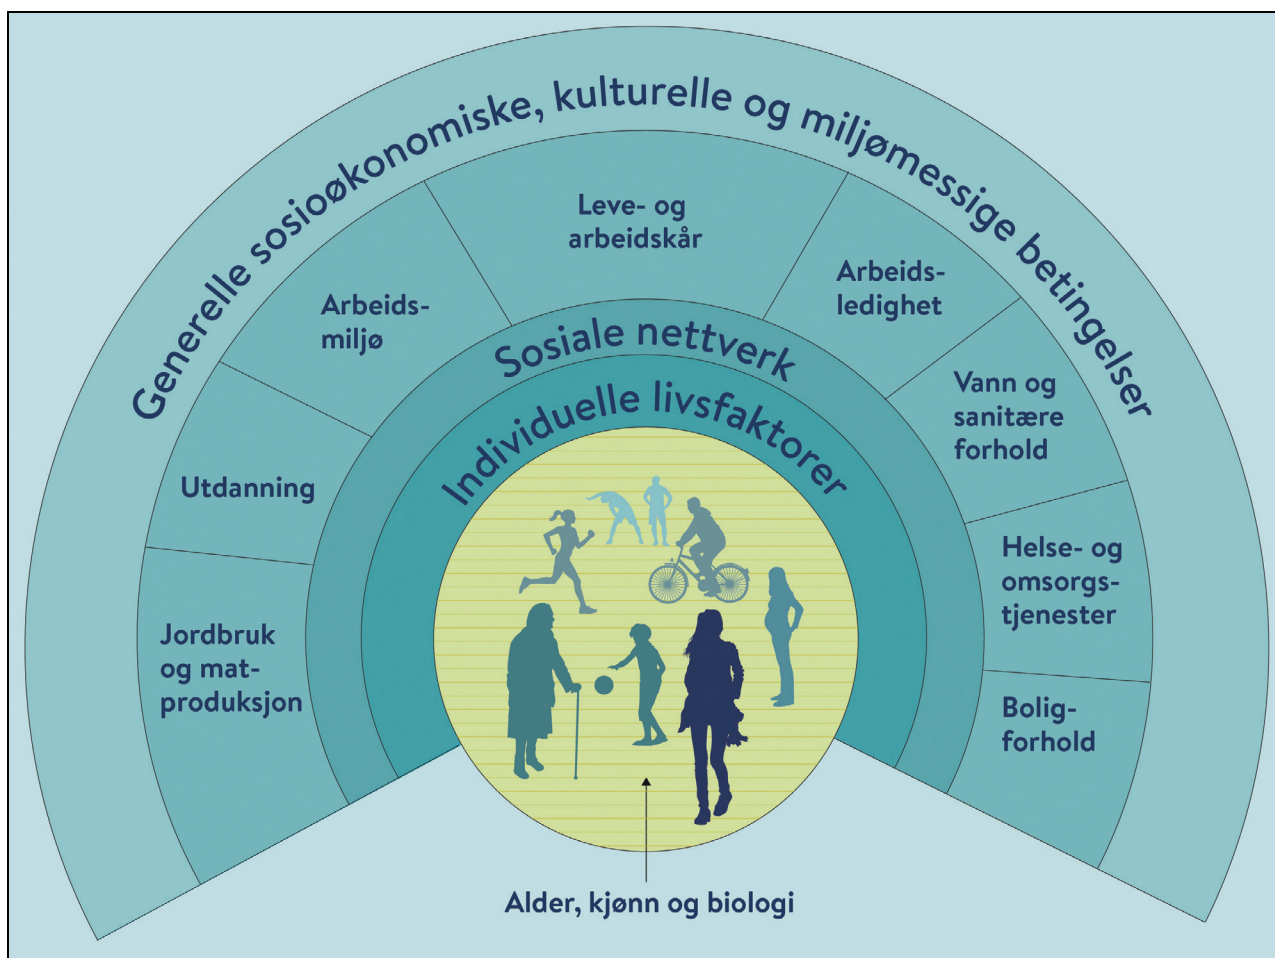 Generelle sosioøkonomiske, kulturelle og miljømessige betingelser
Leve- og
arbeidskår
Arbeids-
miljø
Arbeids-
ledighet
Utdanning
Vann og
sanitære
forhold
Jordbruk
og mat-
produksjon
Helse- og
omsorgs-
tjenester
Bolig-
forhold
Sosiale nettverk
Individuelle livsfaktorer
Alder, kjønn og biologi